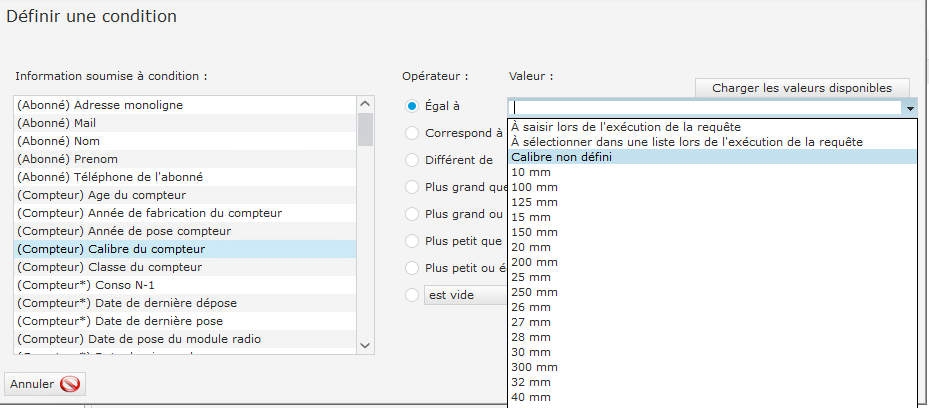 Définir une condition
Information soumise à condition :
Opérateur :
Valeur :
Charger les valeurs disponibles
(Abonné) Adresse monoligne
(Abonné) Mail
(Abonné) Nom
(Abonné) Prenom
(Abonné) Téléphone de l'abonné
(Compteur) Age du compteur
(Compteur) Année de fabrication du compteur
(Compteur) Année de pose compteur
(Compteur) Calibre du compteur
(Compteur) Classe du compteur
(Compteur*) Conso N-1
(Compteur*) Date de dernière dépose
(Compteur*) Date de dernière pose
(Compteur) Date de pose du module radio
Égal à
Correspond à
Différent de
Plus grand que
Plus grand ou
Plus petit que
Plus petit ou é
est vide
À saisir lors de l'exécution de la requête
À sélectionner dans une liste lors de l'exécution de la requête
Calibre non défini
10 mm
100 mm
125 mm
15 mm
150 mm
20 mm
200 mm
25 mm
250 mm
26 mm
27 mm
28 mm
30 mm
300 mm
32 mm
40 mm
Annuler